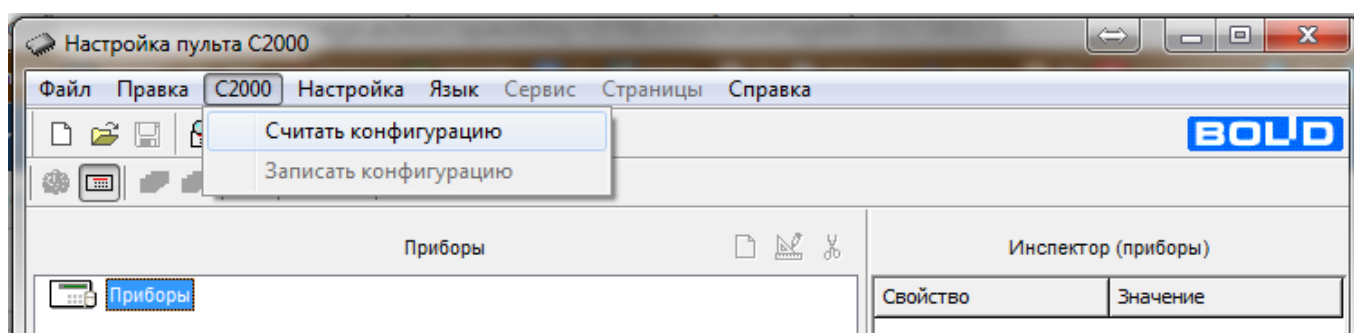 Настройка пульта С2000
Файл Правка С2000 Настройка Язык Сервис Страницы Справка
Считать конфигурацию
BOLID
Записать конфигурацию
Приборы
Инспектор (приборы)
Приборы
Свойство Значение